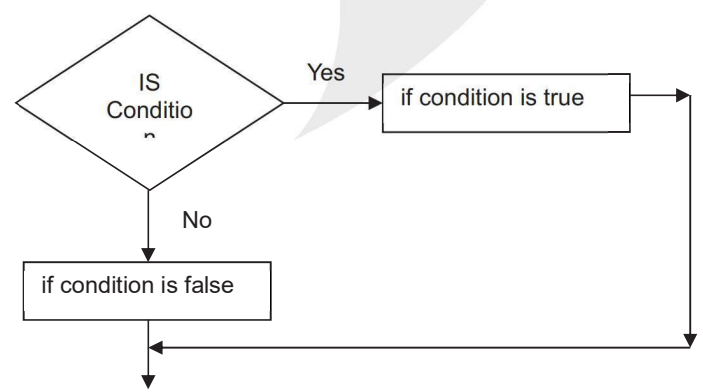 IS
Conditio
n
Yes
if condition is true
No
if condition is false